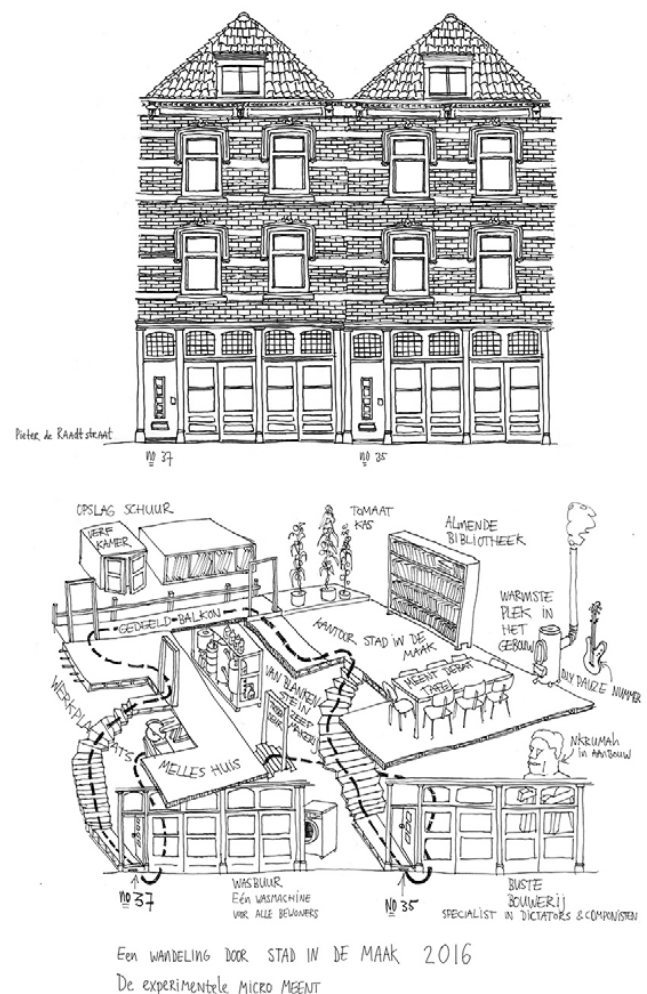 Pieter de Raadtstraat
no 37
no 35
OPSLAG SCHUUR
VERF
KAMER
TOMAAT
KAS
ALMENDE
BIBLIOTHEEK
GEDEELD BALKON
KANTOOR STAD IN DE
MAAK
WARMSTE
PLEK IN
HET
GEBOUW
MEENT DEBAT
TAFEL
NUMMER
WERKPLAATS
VAN BLANKEN
STEIN
ZEEP
MELLES HUIS
NKRUMAH
IN AANBOUW
no 37
WASBUUR
Eén WASMACHINE
VOOR ALLE BEWONERS
No 35
BUSTE
BOUWERIJ
SPECIALIST IN DICTATORS & COMPONISTEN
Een WANDELING DOOR STAD IN DE MAAK 2016
De experimentele MICRO MEENT